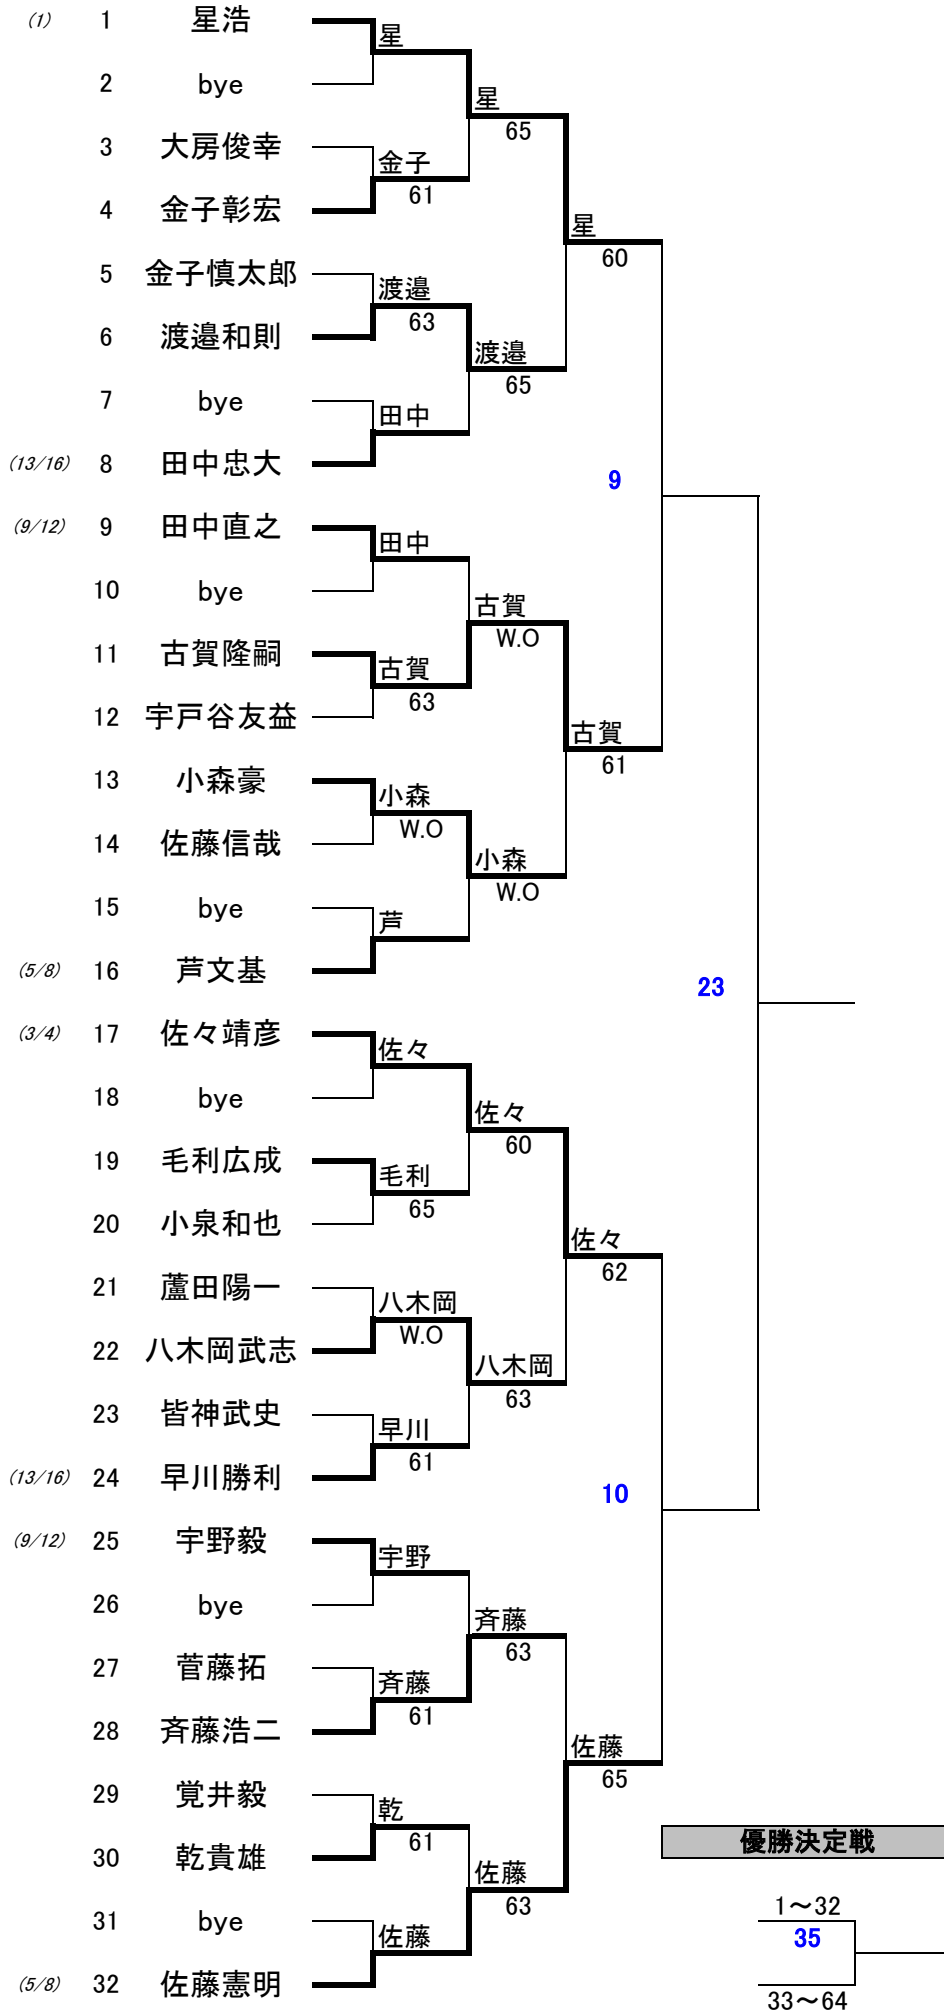 (1) 1 星浩
星
2 bye
星
65
3 大房俊幸
金子
61
4 金子彰宏
星
60
5 金子慎太郎
渡邉
63
6 渡邉和則
渡邉
65
7 bye
田中
(13/16) 8 田中忠大
9
(9/12) 9 田中直之
田中
10 bye
古賀
W.O
11 古賀隆嗣
古賀
63
12 宇戸谷友益
古賀
61
13 小森豪
小森
W.O
14 佐藤信哉
小森
W.O
15 bye
芦
(5/8) 16 芦文基
23
(3/4) 17 佐々靖彦
佐々
18 bye
佐々
60
19 毛利広成
毛利
65
20 小泉和也
佐々
62
21 蘆田陽一
八木岡
W.O
22 八木岡武志
八木岡
63
23 皆神武史
早川
61
(13/16) 24 早川勝利
10
(9/12) 25 宇野毅
宇野
26 bye
斉藤
63
27 菅藤拓
斉藤
61
28 斉藤浩二
佐藤
65
29 覚井毅
乾
61
30 乾貴雄
優勝決定戦
佐藤
63
31 bye
佐藤
(5/8) 32 佐藤憲明
1～32
35
33～64